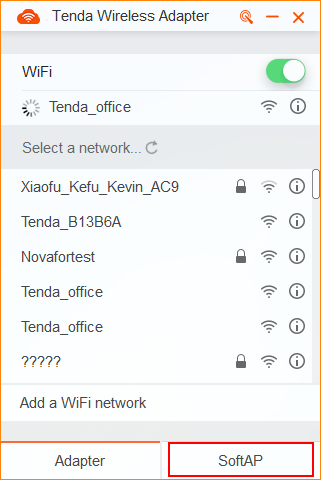 Tenda Wireless Adapter
WiFi
Tenda_office
Select a network...
Xiaofu_Kefu_Kevin_AC9
Tenda_B13B6A
Novafortest
Tenda_office
Tenda_office
?????
Add a WiFi network
Adapter SoftAP